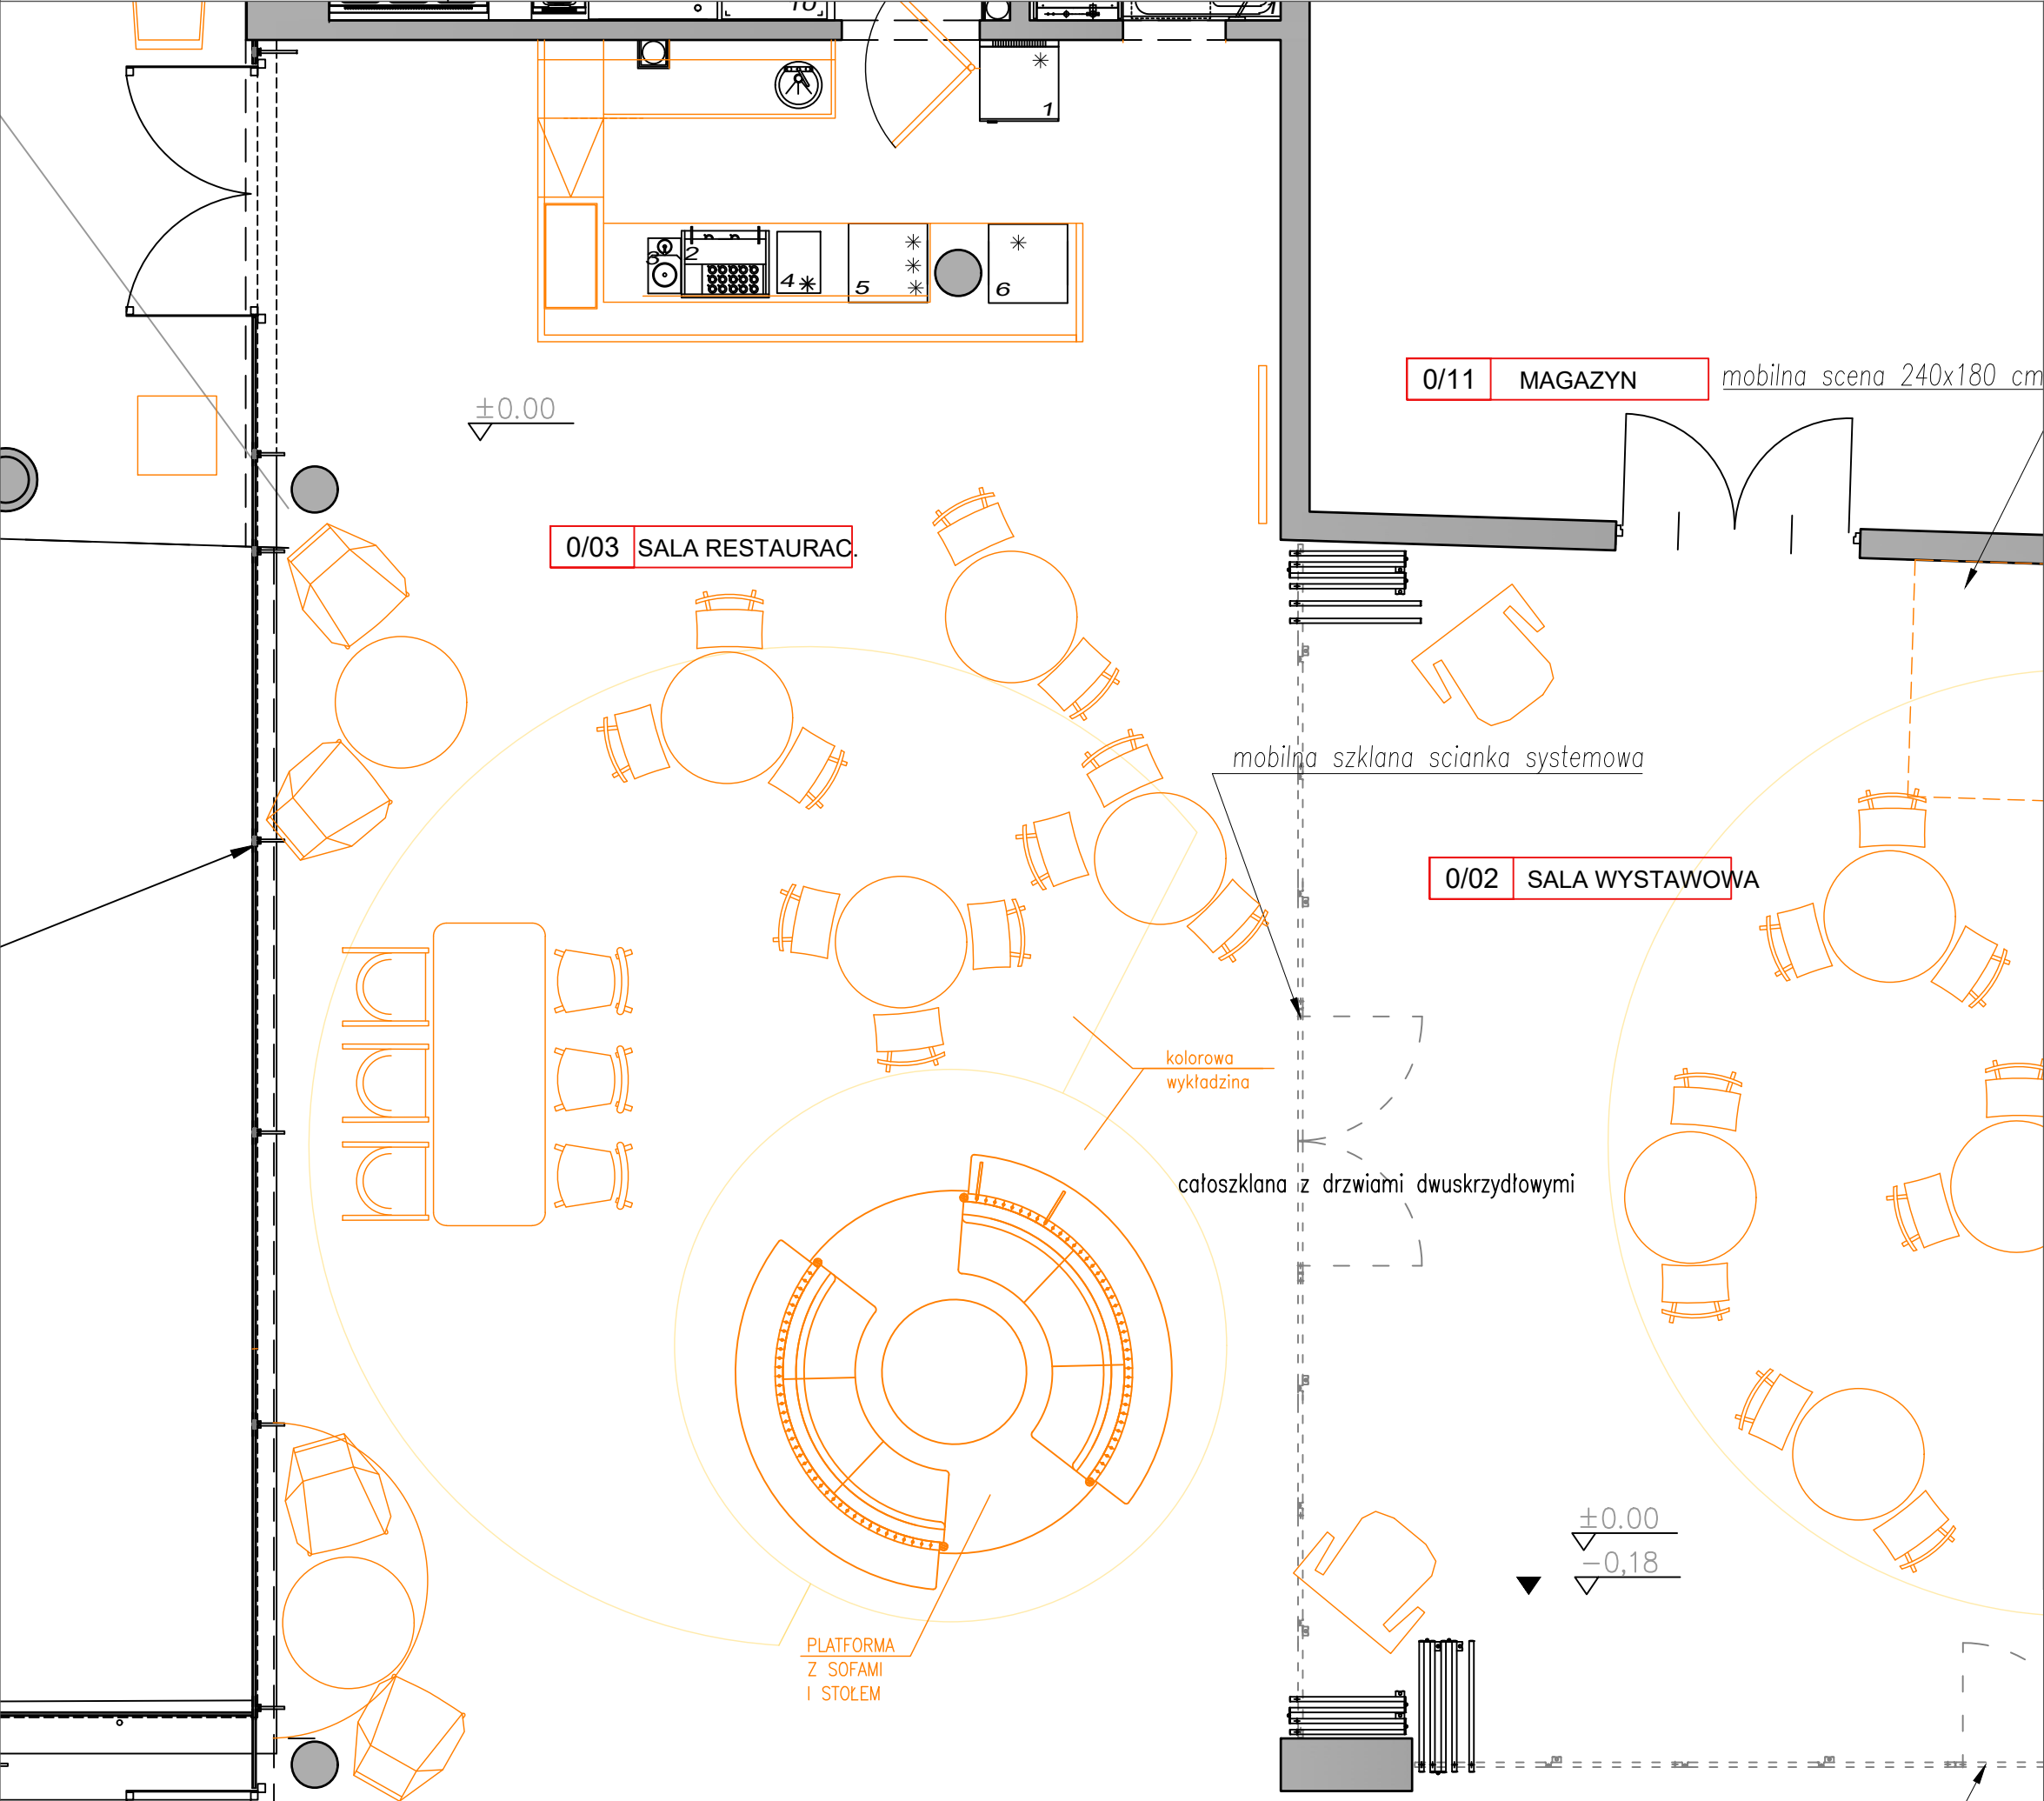 10
1
1
3
2
4
5
6
±0.00
0/11 MAGAZYN
mobilna scena 240x180 cm
0/03 SALA RESTAURAC.
mobilna szklana scianka systemowa
0/02 SALA WYSTAWOWA
kolorowa
wykładzina
całoszklana z drzwiami dwuskrzydłowymi
±0.00
-0,18
PLATFORMA
Z SOFAMI
I STOŁEM